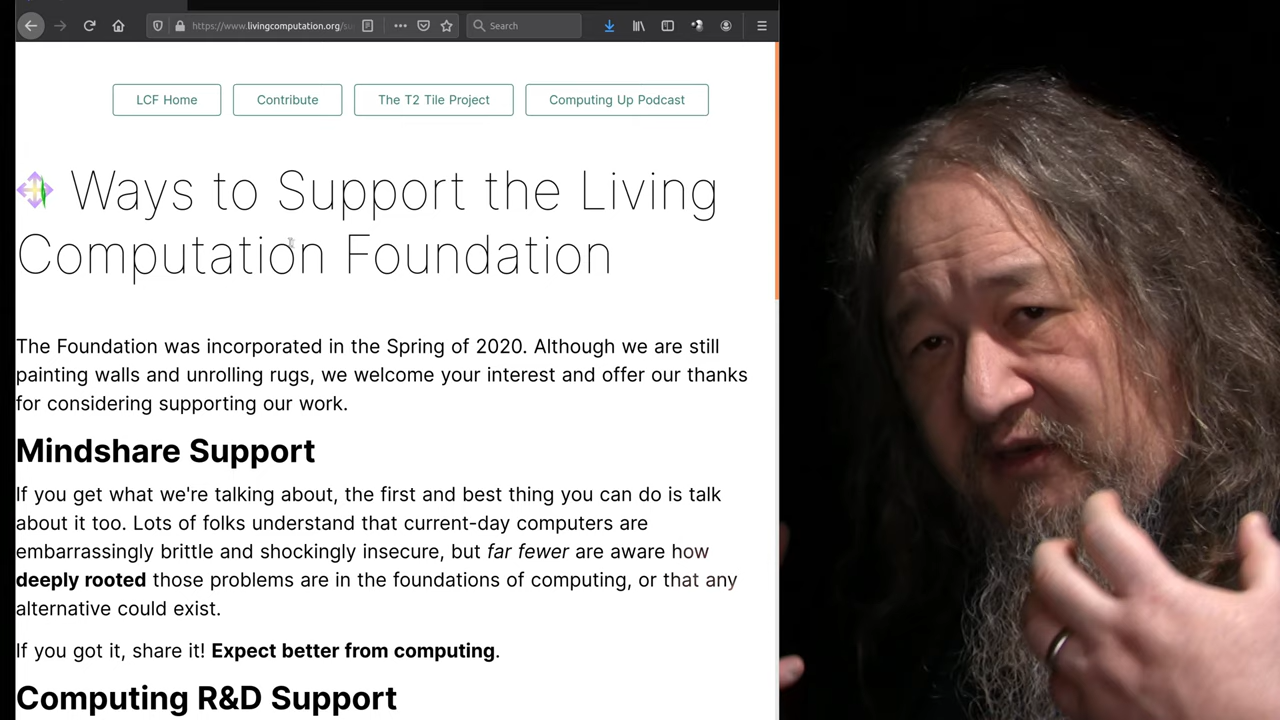 https://www.livingcomputation.org/su
Search
LCF Home
Contribute
The T2 Tile Project
Computing Up Podcast
Ways to Support the Living
Computation Foundation
The Foundation was incorporated in the Spring of 2020. Although we are still
painting walls and unrolling rugs, we welcome your interest and offer our thanks
for considering supporting our work.
Mindshare Support
If you get what we're talking about, the first and best thing you can do is talk
about it too. Lots of folks understand that current-day computers are
embarrassingly brittle and shockingly insecure, but far fewer are aware how
deeply rooted those problems are in the foundations of computing, or that any
alternative could exist.
If you got it, share it! Expect better from computing.
Computing R&D Support